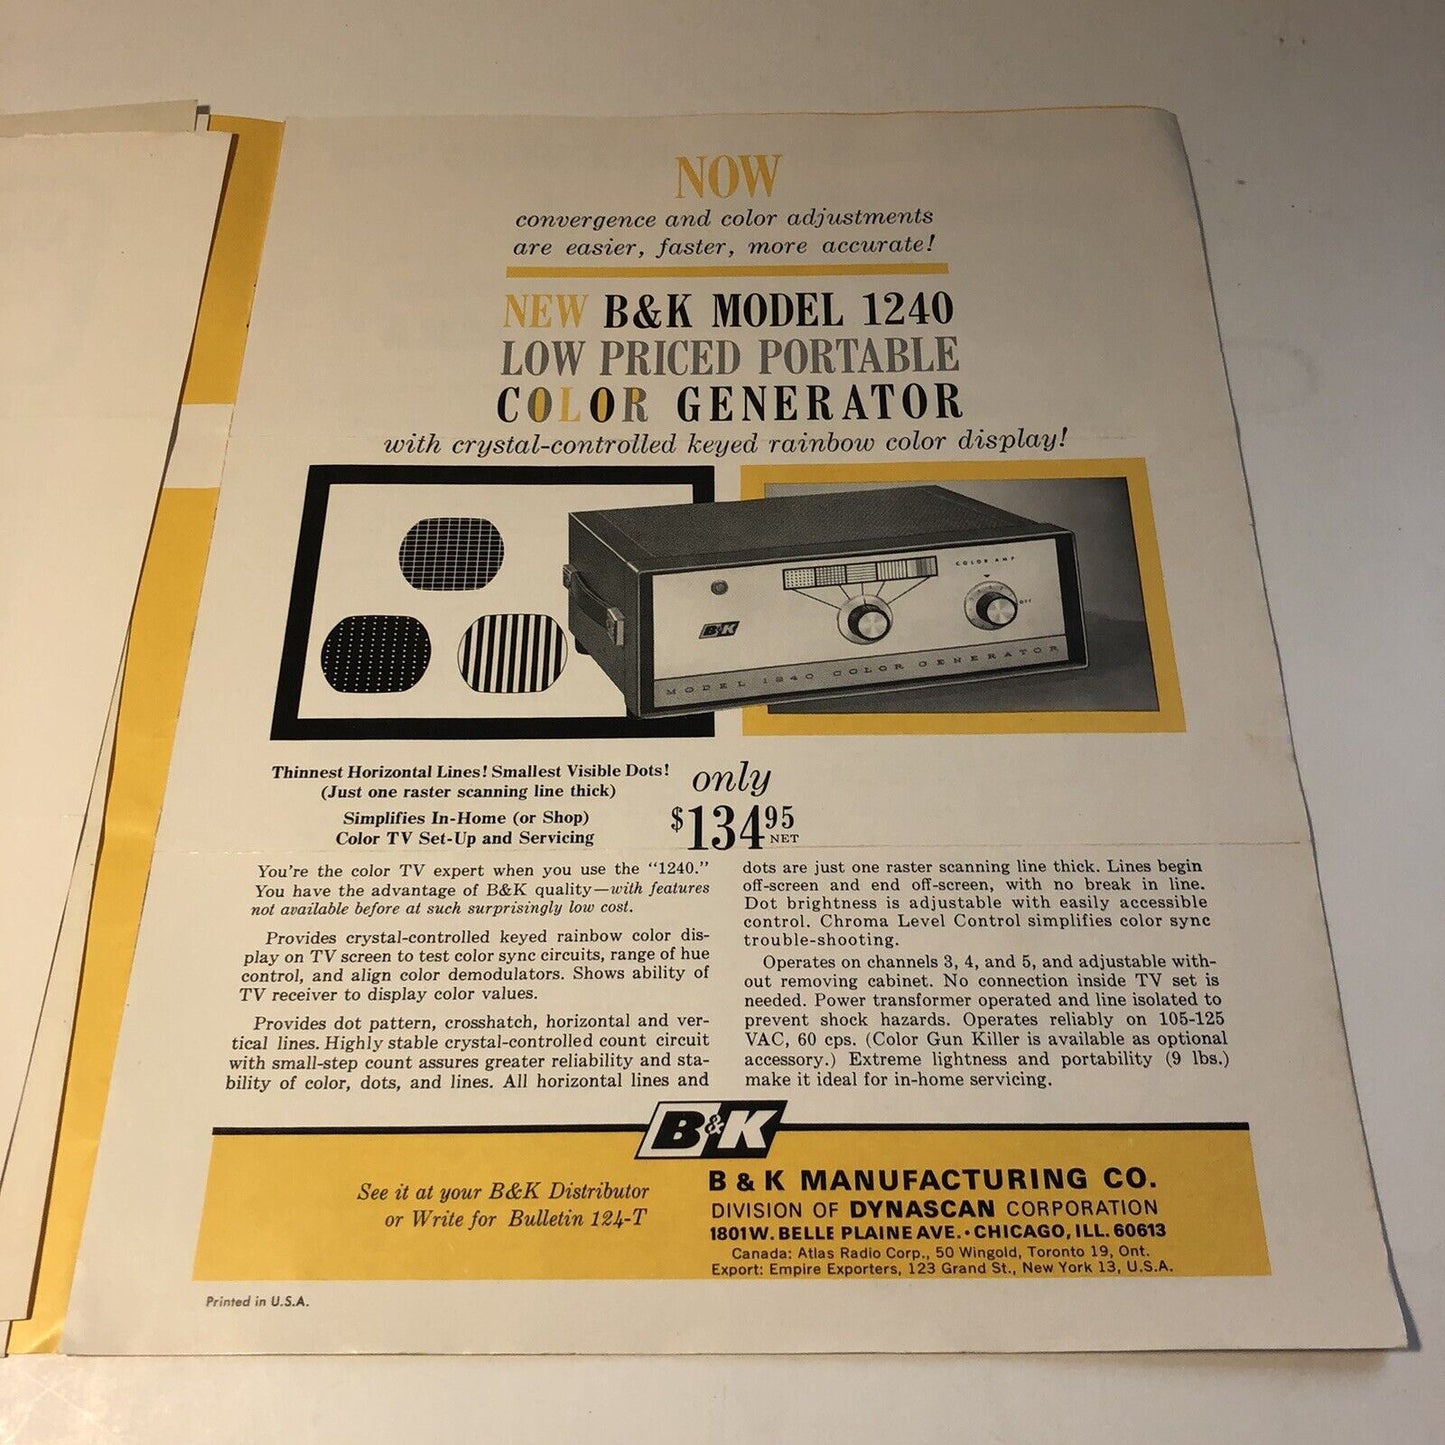 NOW
convergence and color adjustments
are easier, faster, more accurate!
NEW B&K MODEL 1240
LOW PRICED PORTABLE
COLOR GENERATOR
with crystal-controlled keyed rainbow color display!
COLOR AMP
OFF
B&K
MODEL 1240 COLOR GENERATOR
Thinnest Horizontal Lines! Smallest Visible Dots!
(Just one raster scanning line thick)
Simplifies In-Home (or Shop)
Color TV Set-Up and Servicing
only
$134.95
NET
You're the color TV expert when you use the "1240."
You have the advantage of B&K quality—with features
not available before at such surprisingly low cost.
Provides crystal-controlled keyed rainbow color dis-
play on TV screen to test color sync circuits, range of hue
control, and align color demodulators. Shows ability of
TV receiver to display color values.
Provides dot pattern, crosshatch, horizontal and ver-
tical lines. Highly stable crystal-controlled count circuit
with small-step count assures greater reliability and sta-
bility of color, dots, and lines. All horizontal lines and
dots are just one raster scanning line thick. Lines begin
off-screen and end off-screen, with no break in line.
Dot brightness is adjustable with easily accessible
control. Chroma Level Control simplifies color sync
trouble-shooting.
Operates on channels 3, 4, and 5, and adjustable with-
out removing cabinet. No connection inside TV set is
needed. Power transformer operated and line isolated to
prevent shock hazards. Operates reliably on 105-125
VAC, 60 cps. (Color Gun Killer is available as optional
accessory.) Extreme lightness and portability (9 lbs.)
make it ideal for in-home servicing.
B&K
See it at your B&K Distributor
or Write for Bulletin 124-T
B & K MANUFACTURING CO.
DIVISION OF DYNASCAN CORPORATION
1801 W. BELLE PLAINE AVE. • CHICAGO, ILL. 60613
Canada: Atlas Radio Corp., 50 Wingold, Toronto 19, Ont.
Export: Empire Exporters, 123 Grand St., New York 13, U.S.A.
Printed in U.S.A.